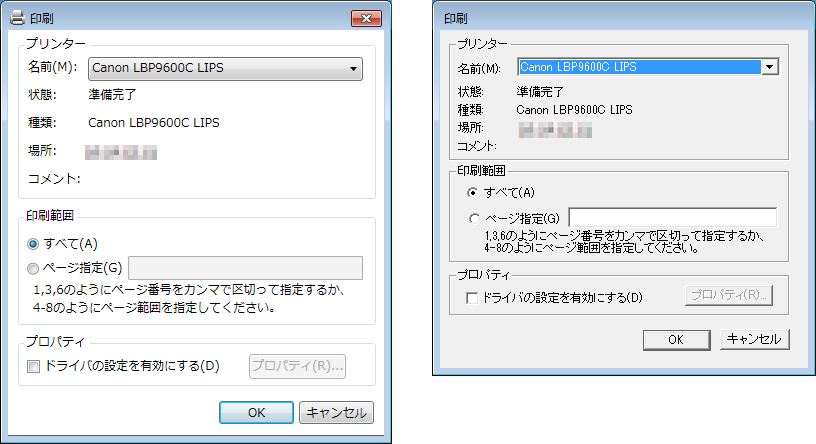 印刷
プリンター
名前(M):
Canon LBP9600C LIPS
状態:
準備完了
種類:
Canon LBP9600C LIPS
場所:
コメント:
印刷範囲
すべて(A)
ページ指定(G)
1,3,6のようにページ番号をカンマで区切って指定するか、
4-8のようにページ範囲を指定してください。
プロパティ
ドライバの設定を有効にする(D)
プロパティ(R)...
OK
キャンセル
印刷
プリンター
名前(M):
Canon LBP9600C LIPS
状態:
準備完了
種類:
Canon LBP9600C LIPS
場所:
コメント:
印刷範囲
すべて(A)
ページ指定(G)
1,3,6のようにページ番号をカンマで区切って指定するか、
4-8のようにページ範囲を指定してください。
プロパティ
ドライバの設定を有効にする(D)
プロパティ(R)...
OK
キャンセル